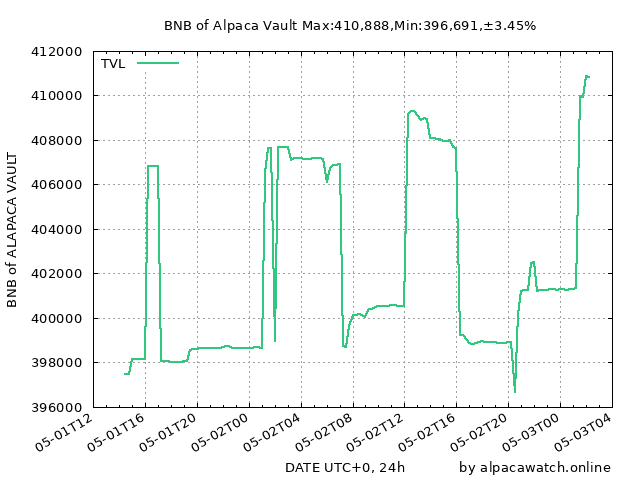 BNB of Alpaca Vault Max:410,888,Min:396,691,±3.45%
412000
TVL
410000
408000
406000
404000
402000
400000
398000
396000
BNB of ALAPACA VAULT
05-01T12
05-01T16
05-01T20
05-02T00
05-02T04
05-02T08
05-02T12
05-02T16
05-02T20
05-03T00
05-03T04
DATE UTC+0, 24h
by alpacawatch.online